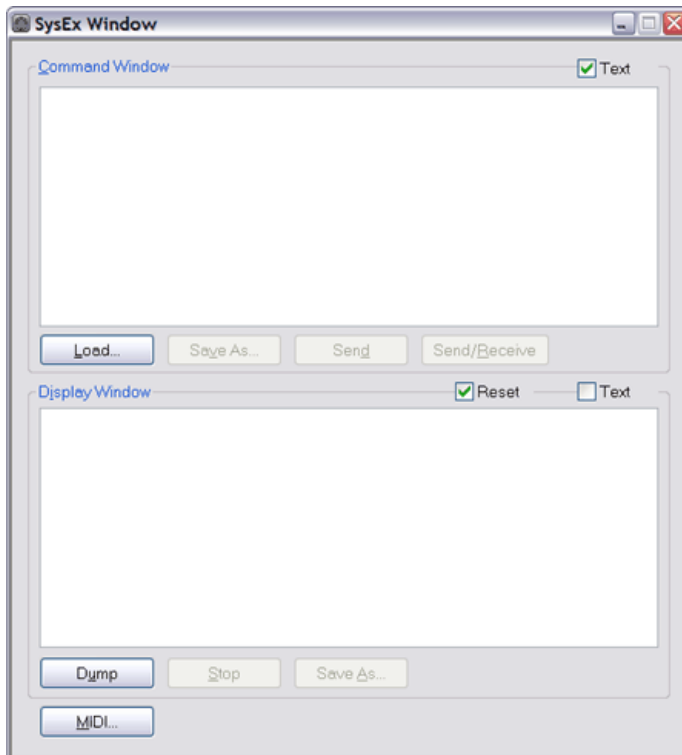 SysEx Window
Command Window Text
Load... Save As... Send Send/Receive
Display Window Reset Text
Dump Stop Save As...
MIDI...